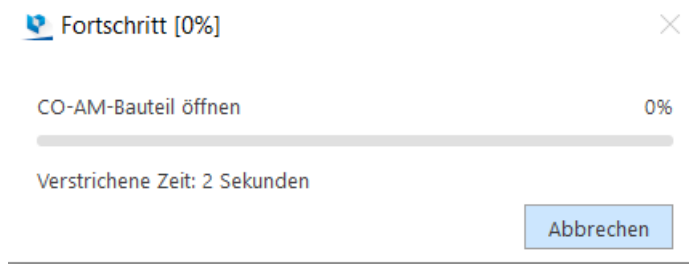 Fortschritt [0%]
CO-AM-Bauteil öffnen 0%
Verstrichene Zeit: 2 Sekunden
Abbrechen